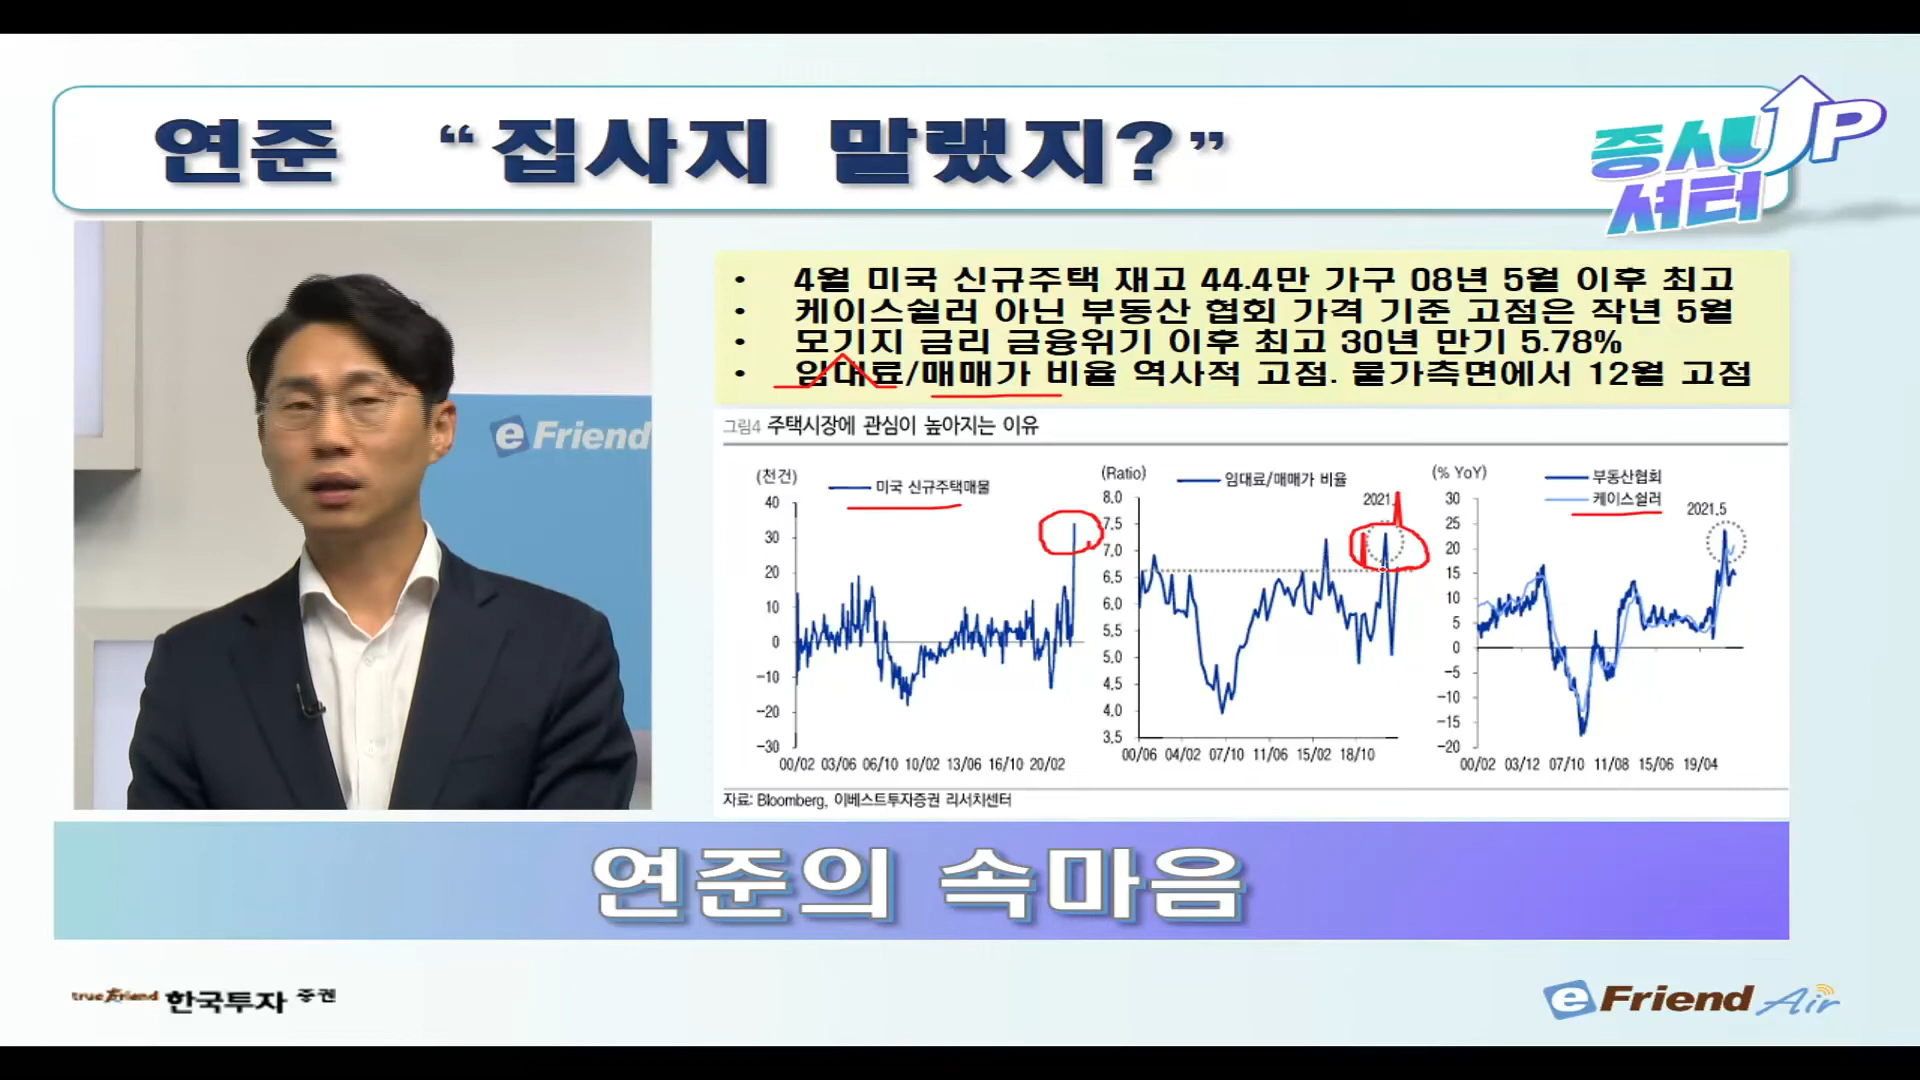 연준 “집사지 말랬지?”
증시UP
셔터
e Friend
• 4월 미국 신규주택 재고 44.4만 가구 08년 5월 이후 최고
• 케이스쉴러 아닌 부동산 협회 가격 기준 고점은 작년 5월
• 모기지 금리 금융위기 이후 최고 30년 만기 5.78%
• 임대료/매매가 비율 역사적 고점. 물가측면에서 12월 고점
그림4 주택시장에 관심이 높아지는 이유
(천건)
미국 신규주택매물
40
30
20
10
0
-10
-20
-30
00/02 03/06 06/10 10/02 13/06 16/10 20/02
(Ratio)
임대료/매매가 비율
2021.
8.0
7.5
7.0
6.5
6.0
5.5
5.0
4.5
4.0
3.5
00/06 04/02 07/10 11/06 15/02 18/10
(% YoY)
부동산협회
케이스쉴러
2021.5
30
25
20
15
10
5
0
-5
-10
-15
-20
00/02 03/12 07/10 11/08 15/06 19/04
자료: Bloomberg, 이베스트투자증권 리서치센터
연준의 속마음
true Friend 한국투자 증권
e Friend Air